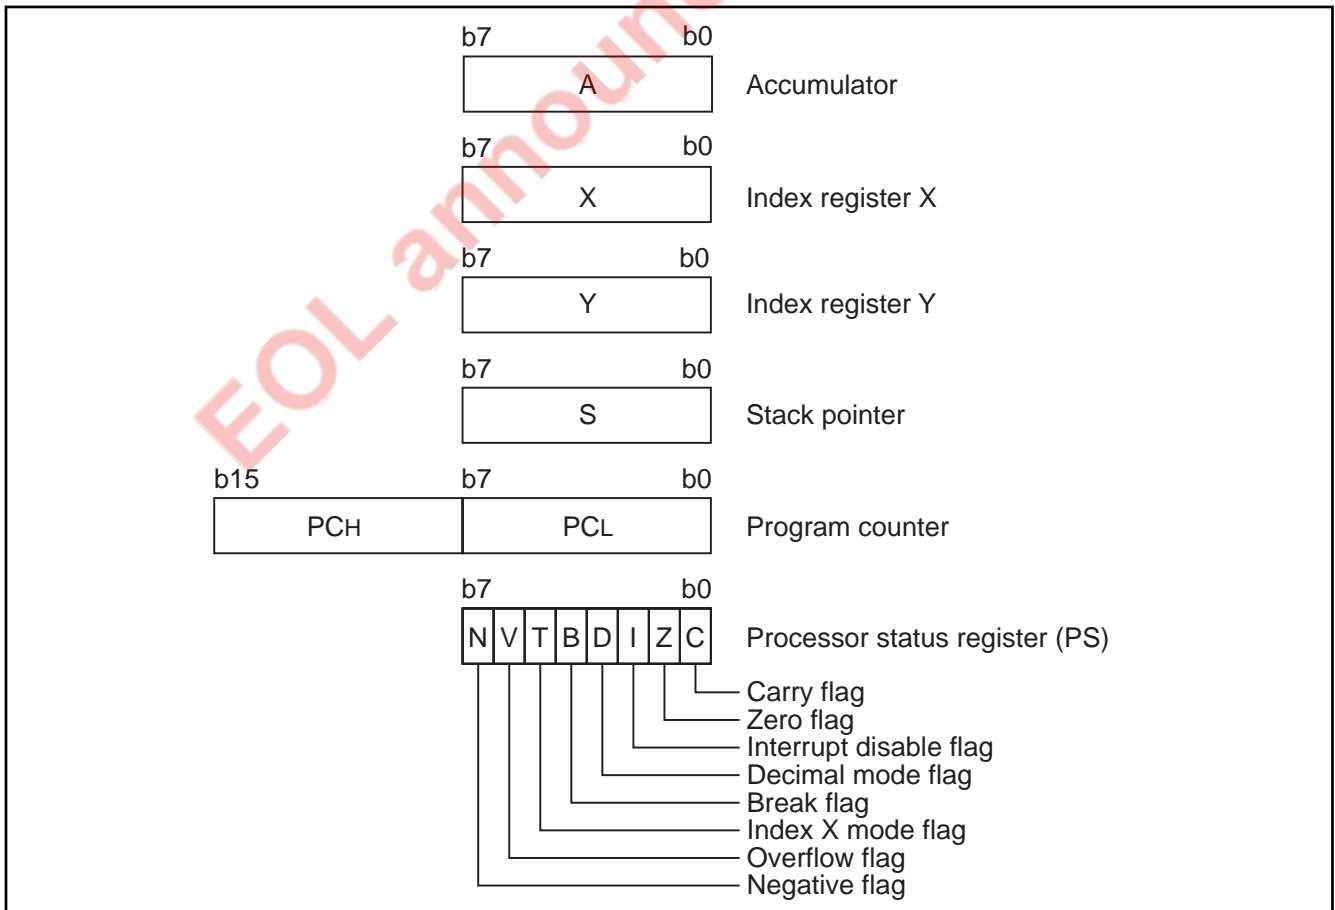 b7 b0
A Accumulator
b7 b0
X Index register X
b7 b0
Y Index register Y
b7 b0
S Stack pointer
b15 b7 b0
PCH PCL Program counter
b7 b0
N V T B D I Z C Processor status register (PS)
Carry flag
Zero flag
Interrupt disable flag
Decimal mode flag
Break flag
Index X mode flag
Overflow flag
Negative flag
EOL announ